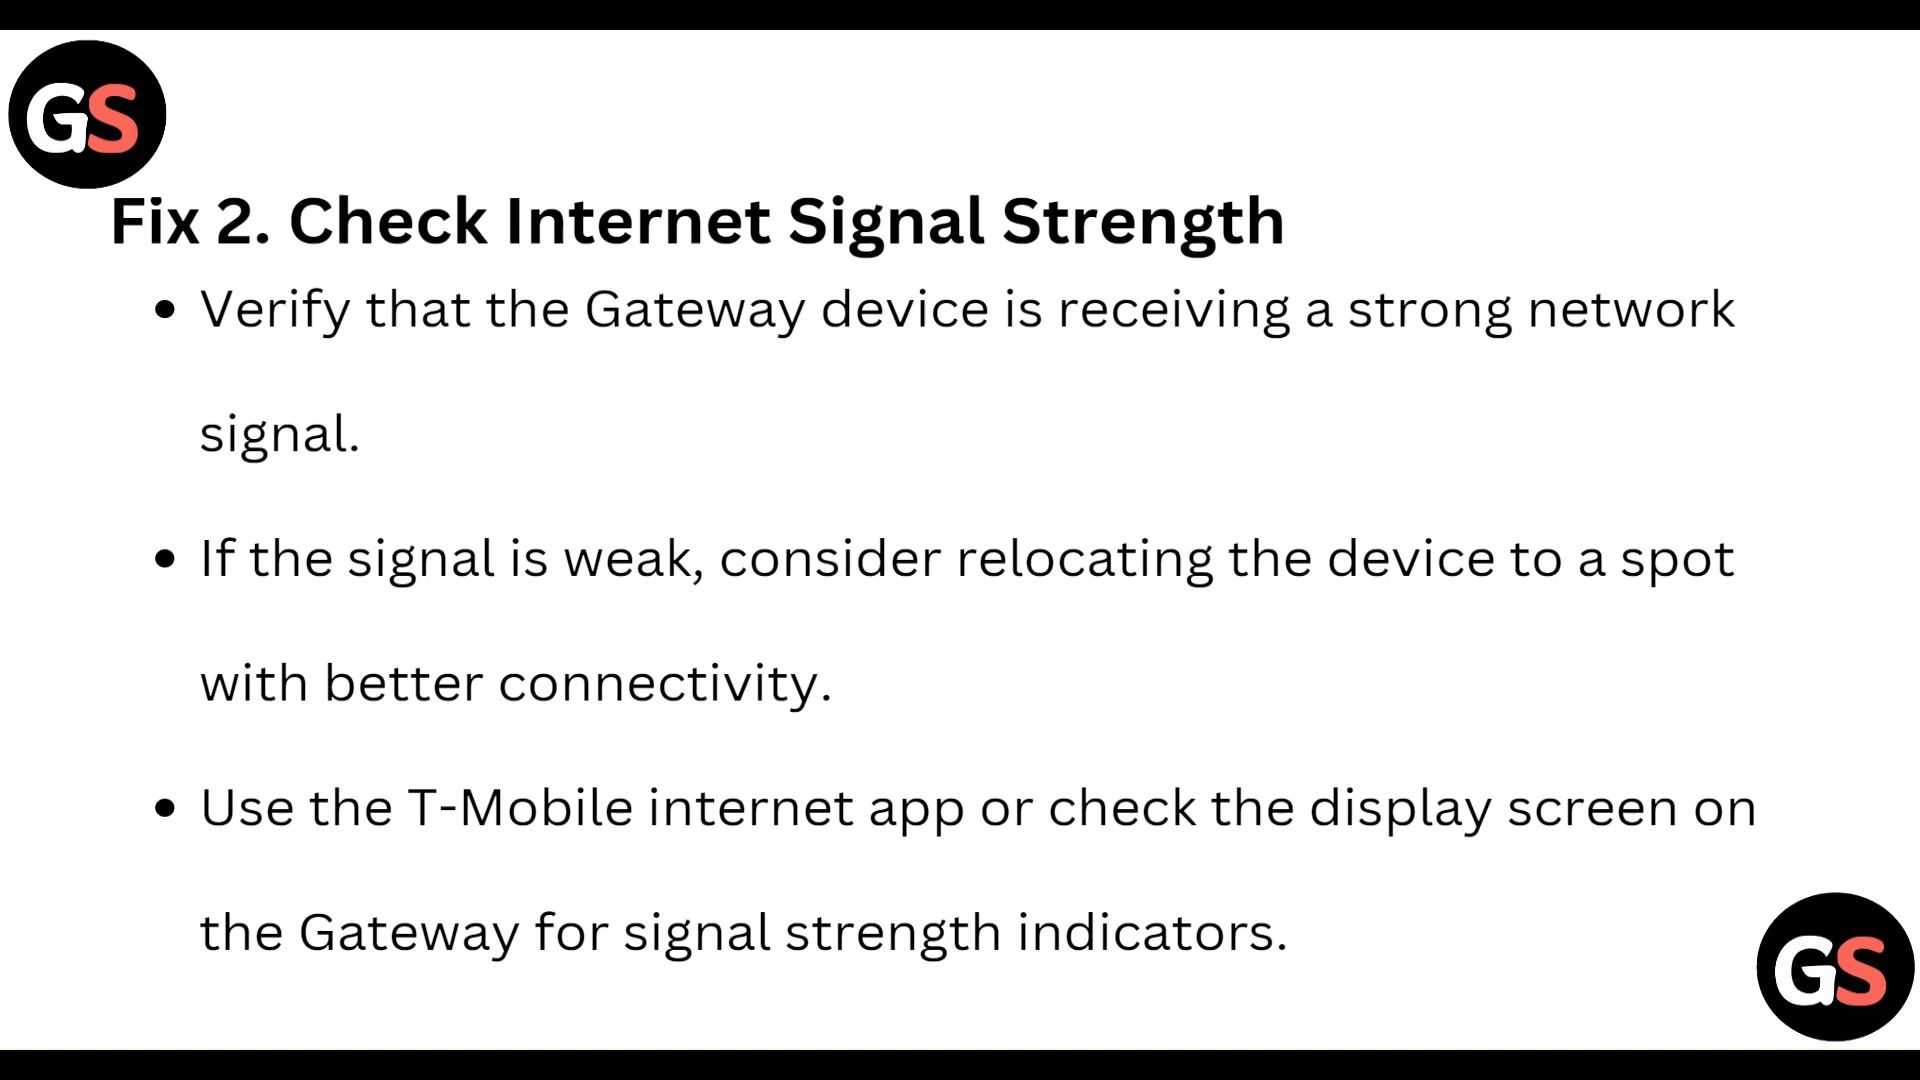 GS
Fix 2. Check Internet Signal Strength
• Verify that the Gateway device is receiving a strong network
signal.
• If the signal is weak, consider relocating the device to a spot
with better connectivity.
• Use the T-Mobile internet app or check the display screen on
the Gateway for signal strength indicators.
GS